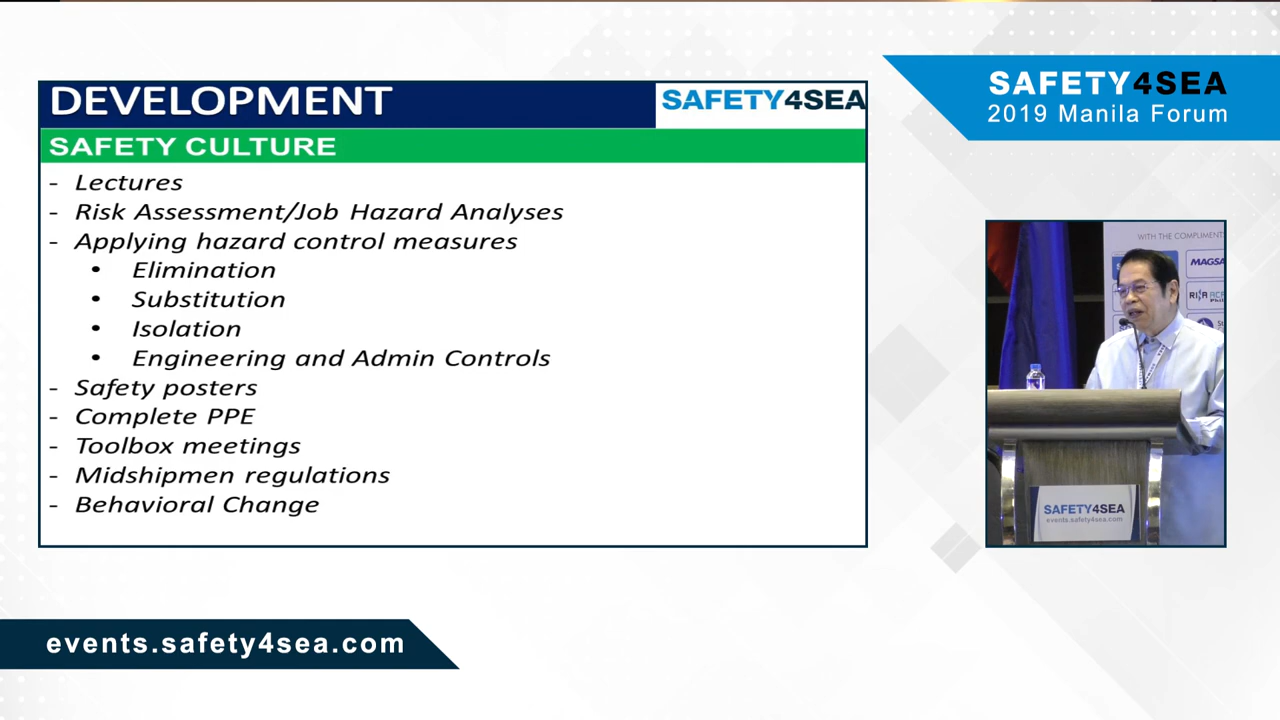 DEVELOPMENT
SAFETY4SEA
SAFETY CULTURE
- Lectures
- Risk Assessment/Job Hazard Analyses
- Applying hazard control measures
• Elimination
• Substitution
• Isolation
• Engineering and Admin Controls
- Safety posters
- Complete PPE
- Toolbox meetings
- Midshipmen regulations
- Behavioral Change
SAFETY4SEA
2019 Manila Forum
WITH THE COMPLIMENTS
SAFETY4SEA
events.safety4sea.com
events.safety4sea.com